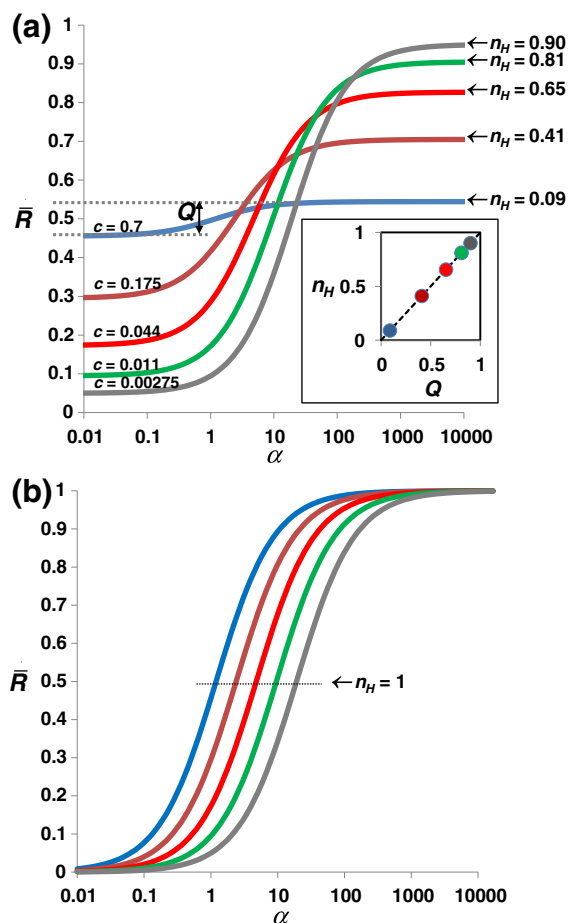 (a)
1
0.9
0.8
0.7
0.6
0.5
0.4
0.3
0.2
0.1
0
R̄
0.01 0.1 1 10 100 1000 10000
α
Q
c = 0.7
c = 0.175
c = 0.044
c = 0.011
c = 0.00275
←nH = 0.90
←nH = 0.81
←nH = 0.65
←nH = 0.41
←nH = 0.09
1
nH 0.5
0
0 0.5 1
Q
(b)
1
0.9
0.8
0.7
0.6
0.5
0.4
0.3
0.2
0.1
0
R̄
←nH = 1
0.01 0.1 1 10 100 1000 10000
α